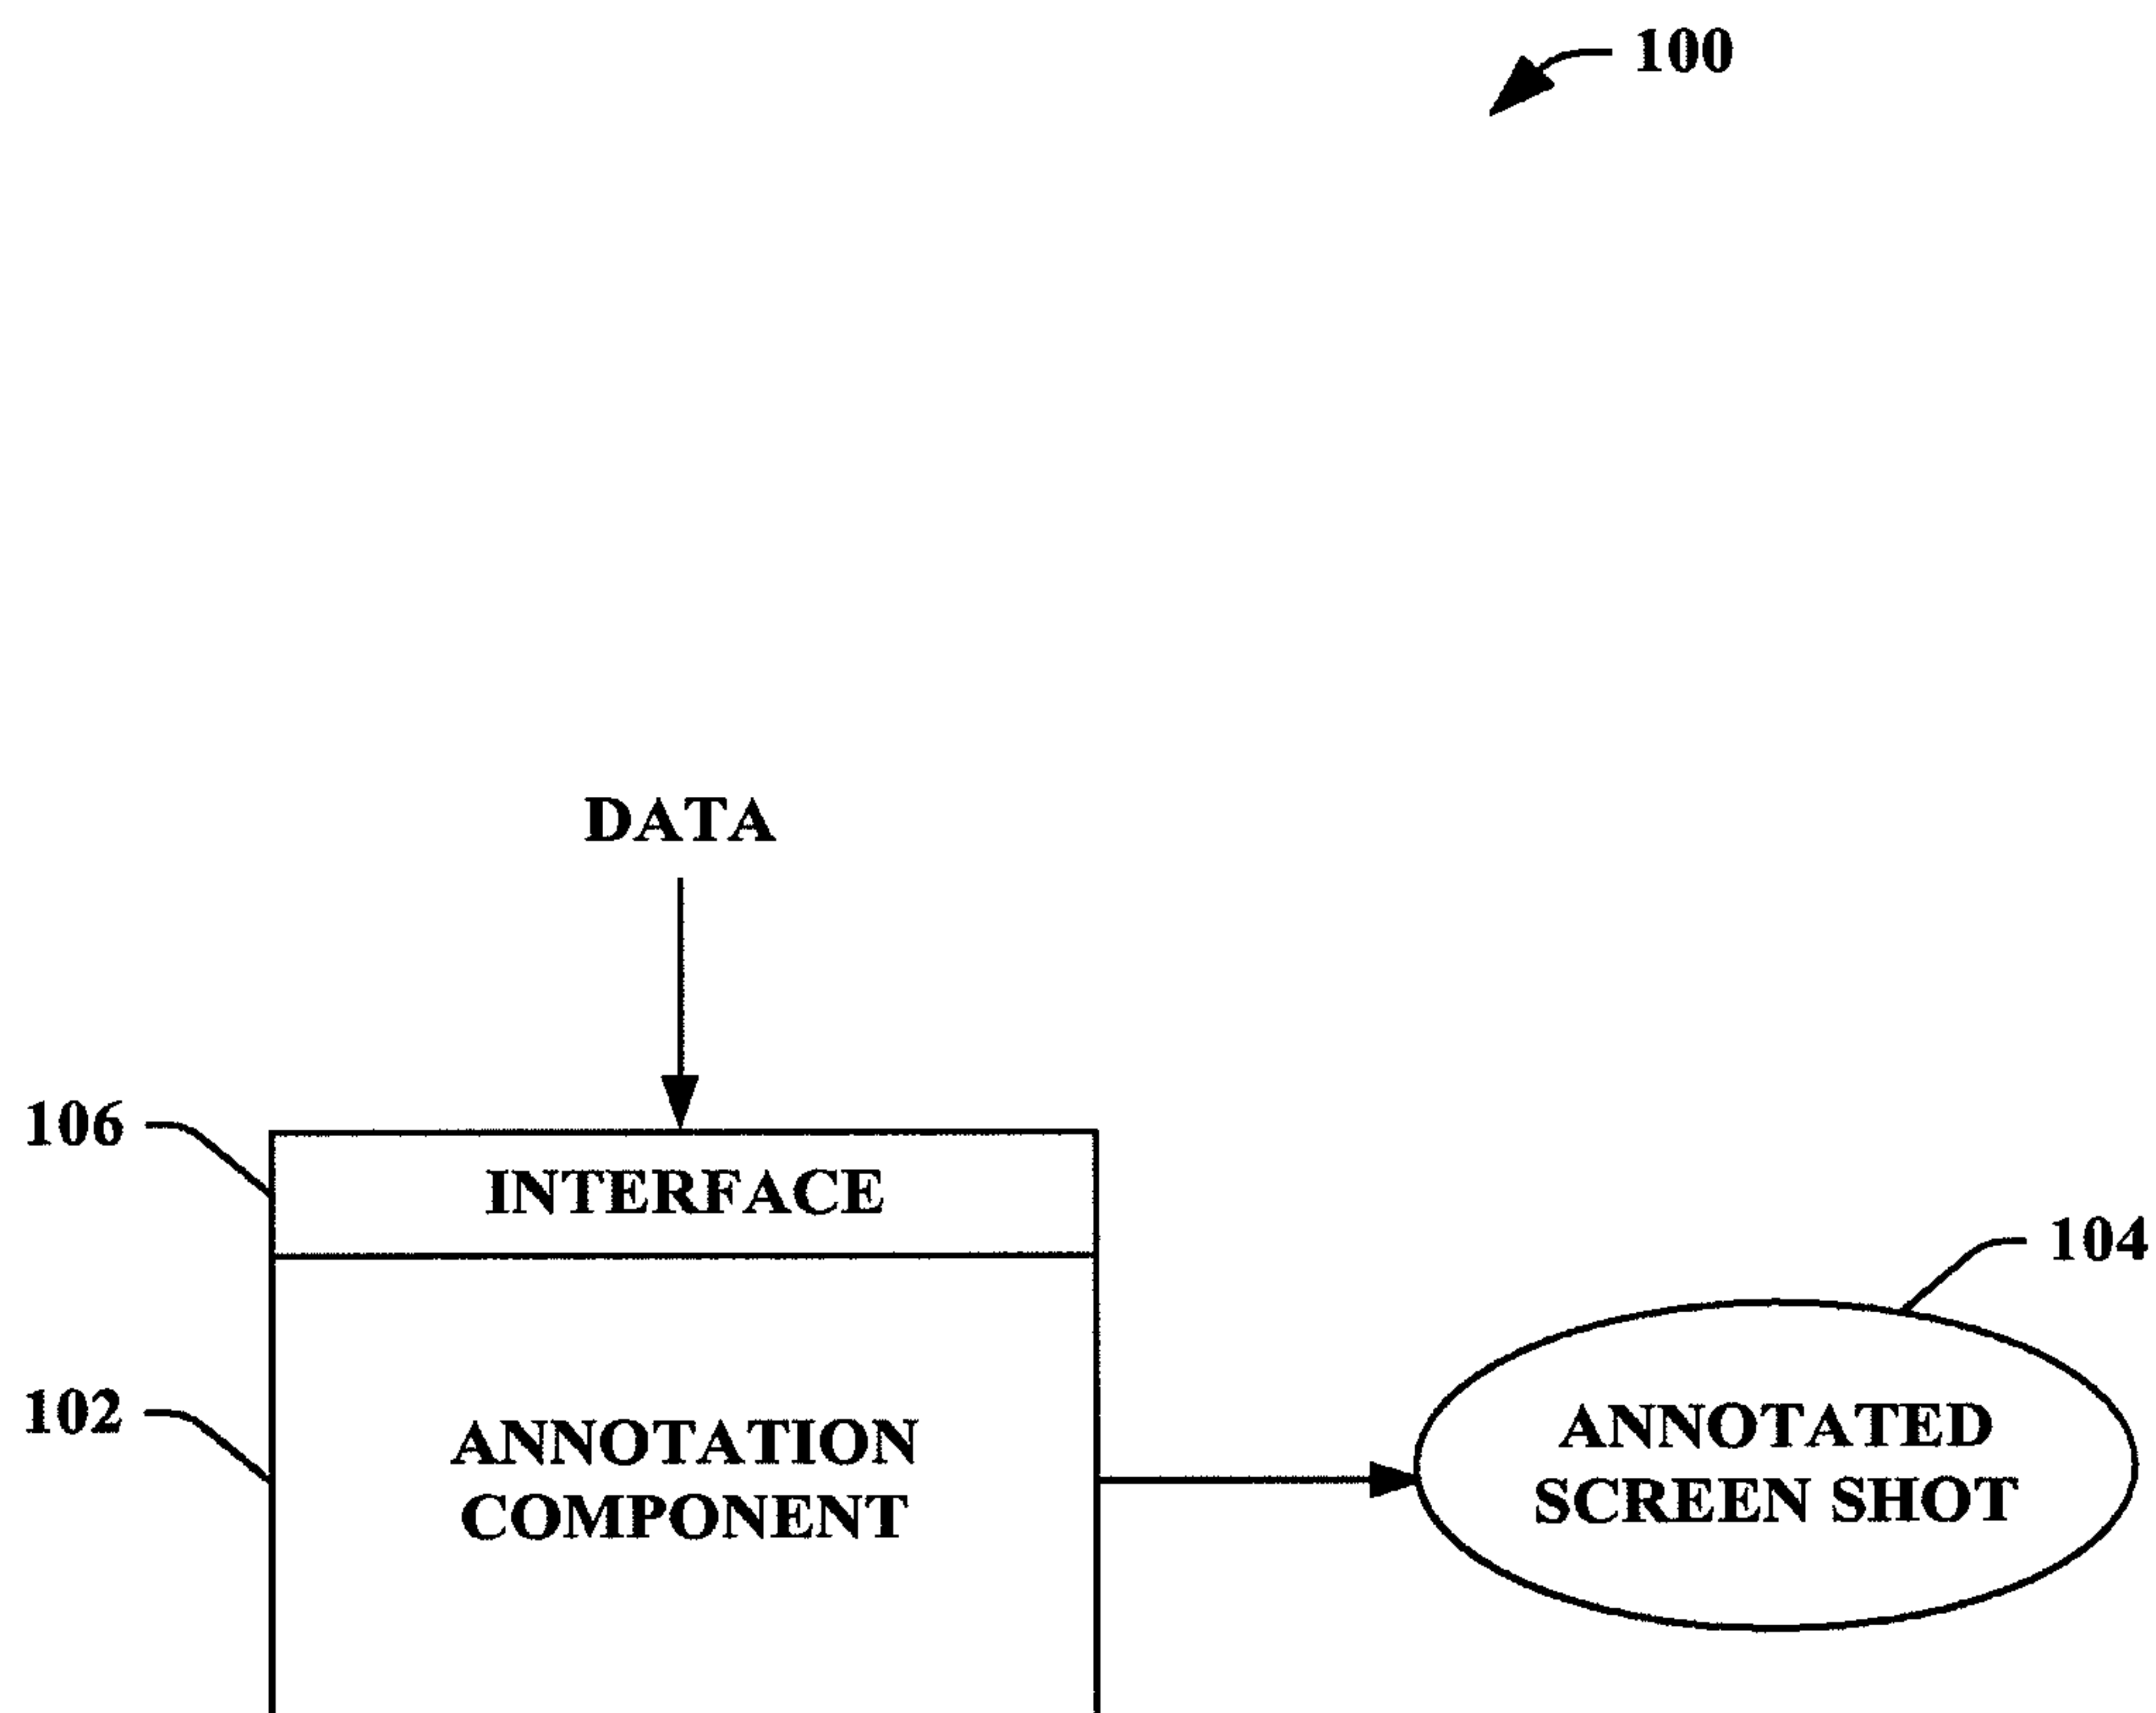 100
DATA
106
INTERFACE
104
102
ANNOTATION
COMPONENT
ANNOTATED
SCREEN SHOT